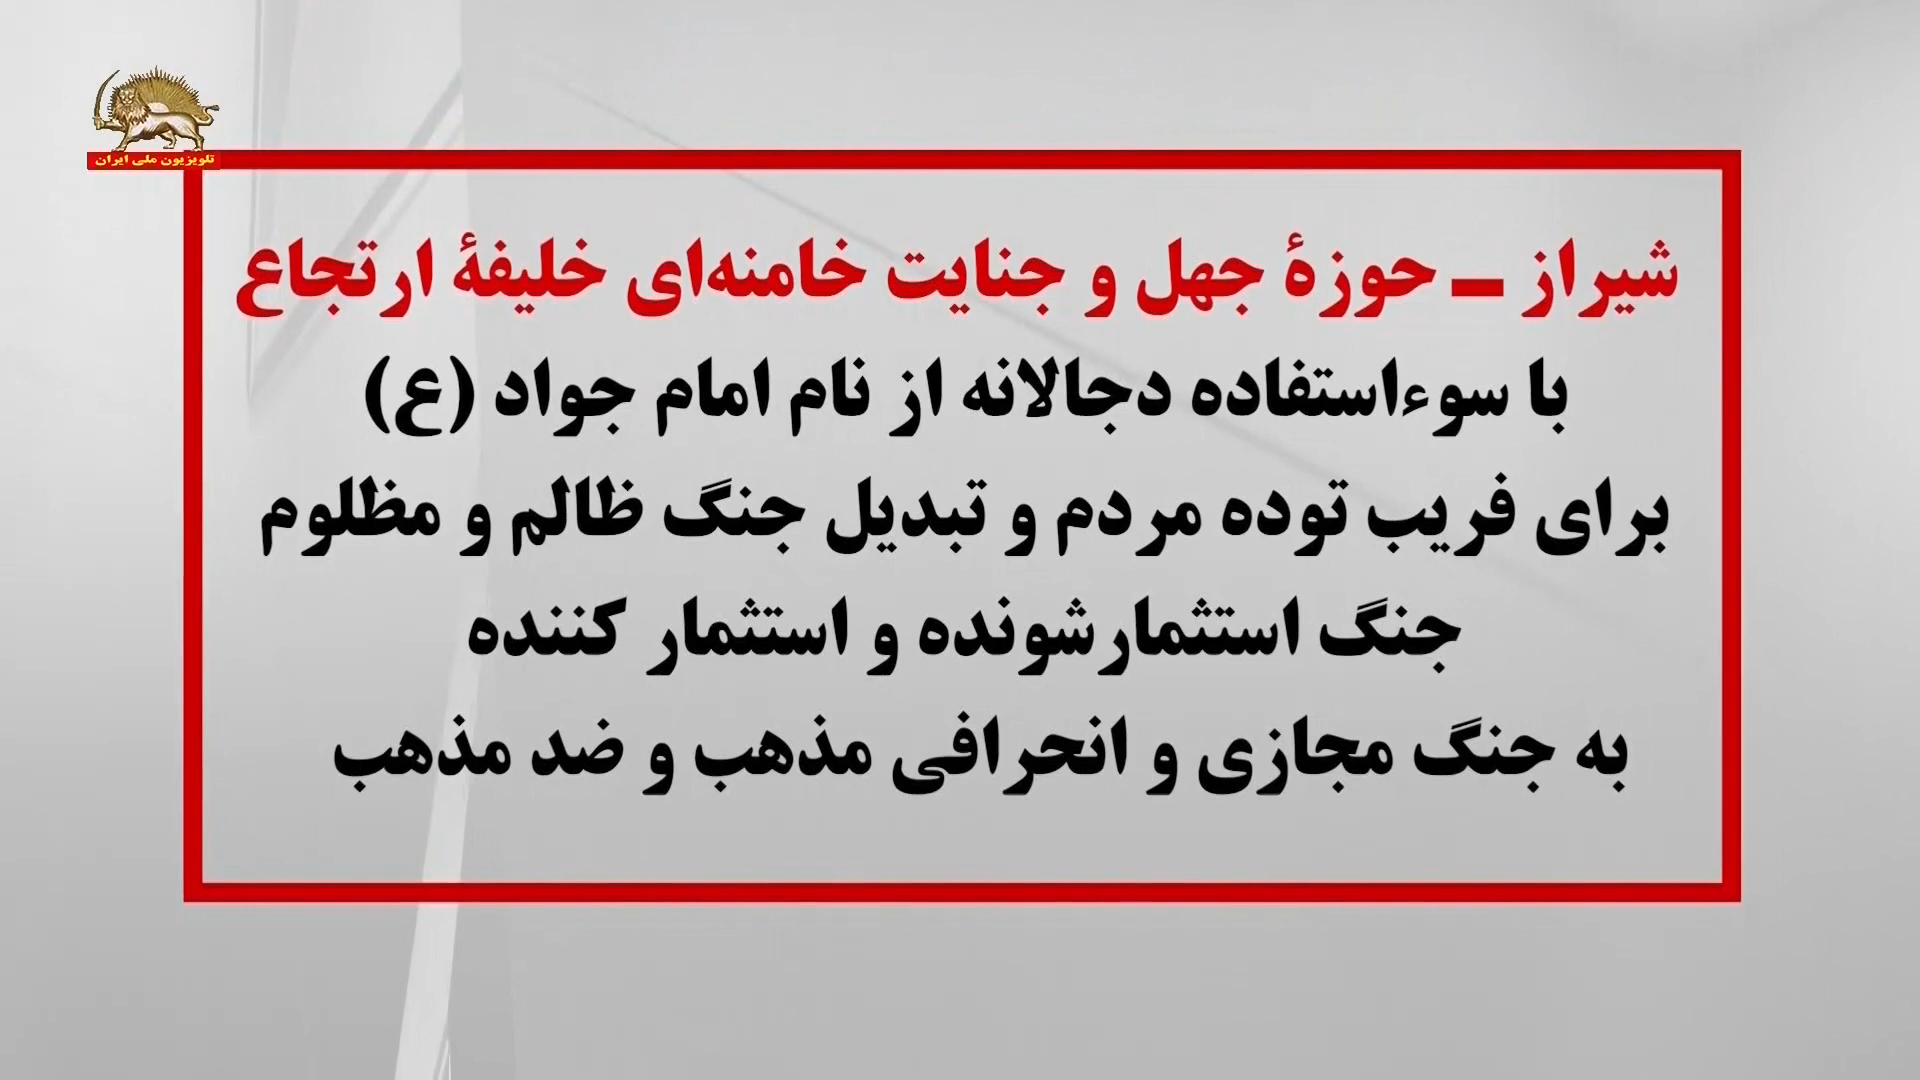 تلویزیون ملی ایران
شیراز ـ حوزهٔ جهل و جنایت خامنه‌ای خلیفهٔ ارتجاع
با سوءاستفاده دجالانه از نام امام جواد (ع)
برای فریب توده مردم و تبدیل جنگ ظالم و مظلوم
جنگ استثمارشونده و استثمار کننده
به جنگ مجازی و انحرافی مذهب و ضد مذهب